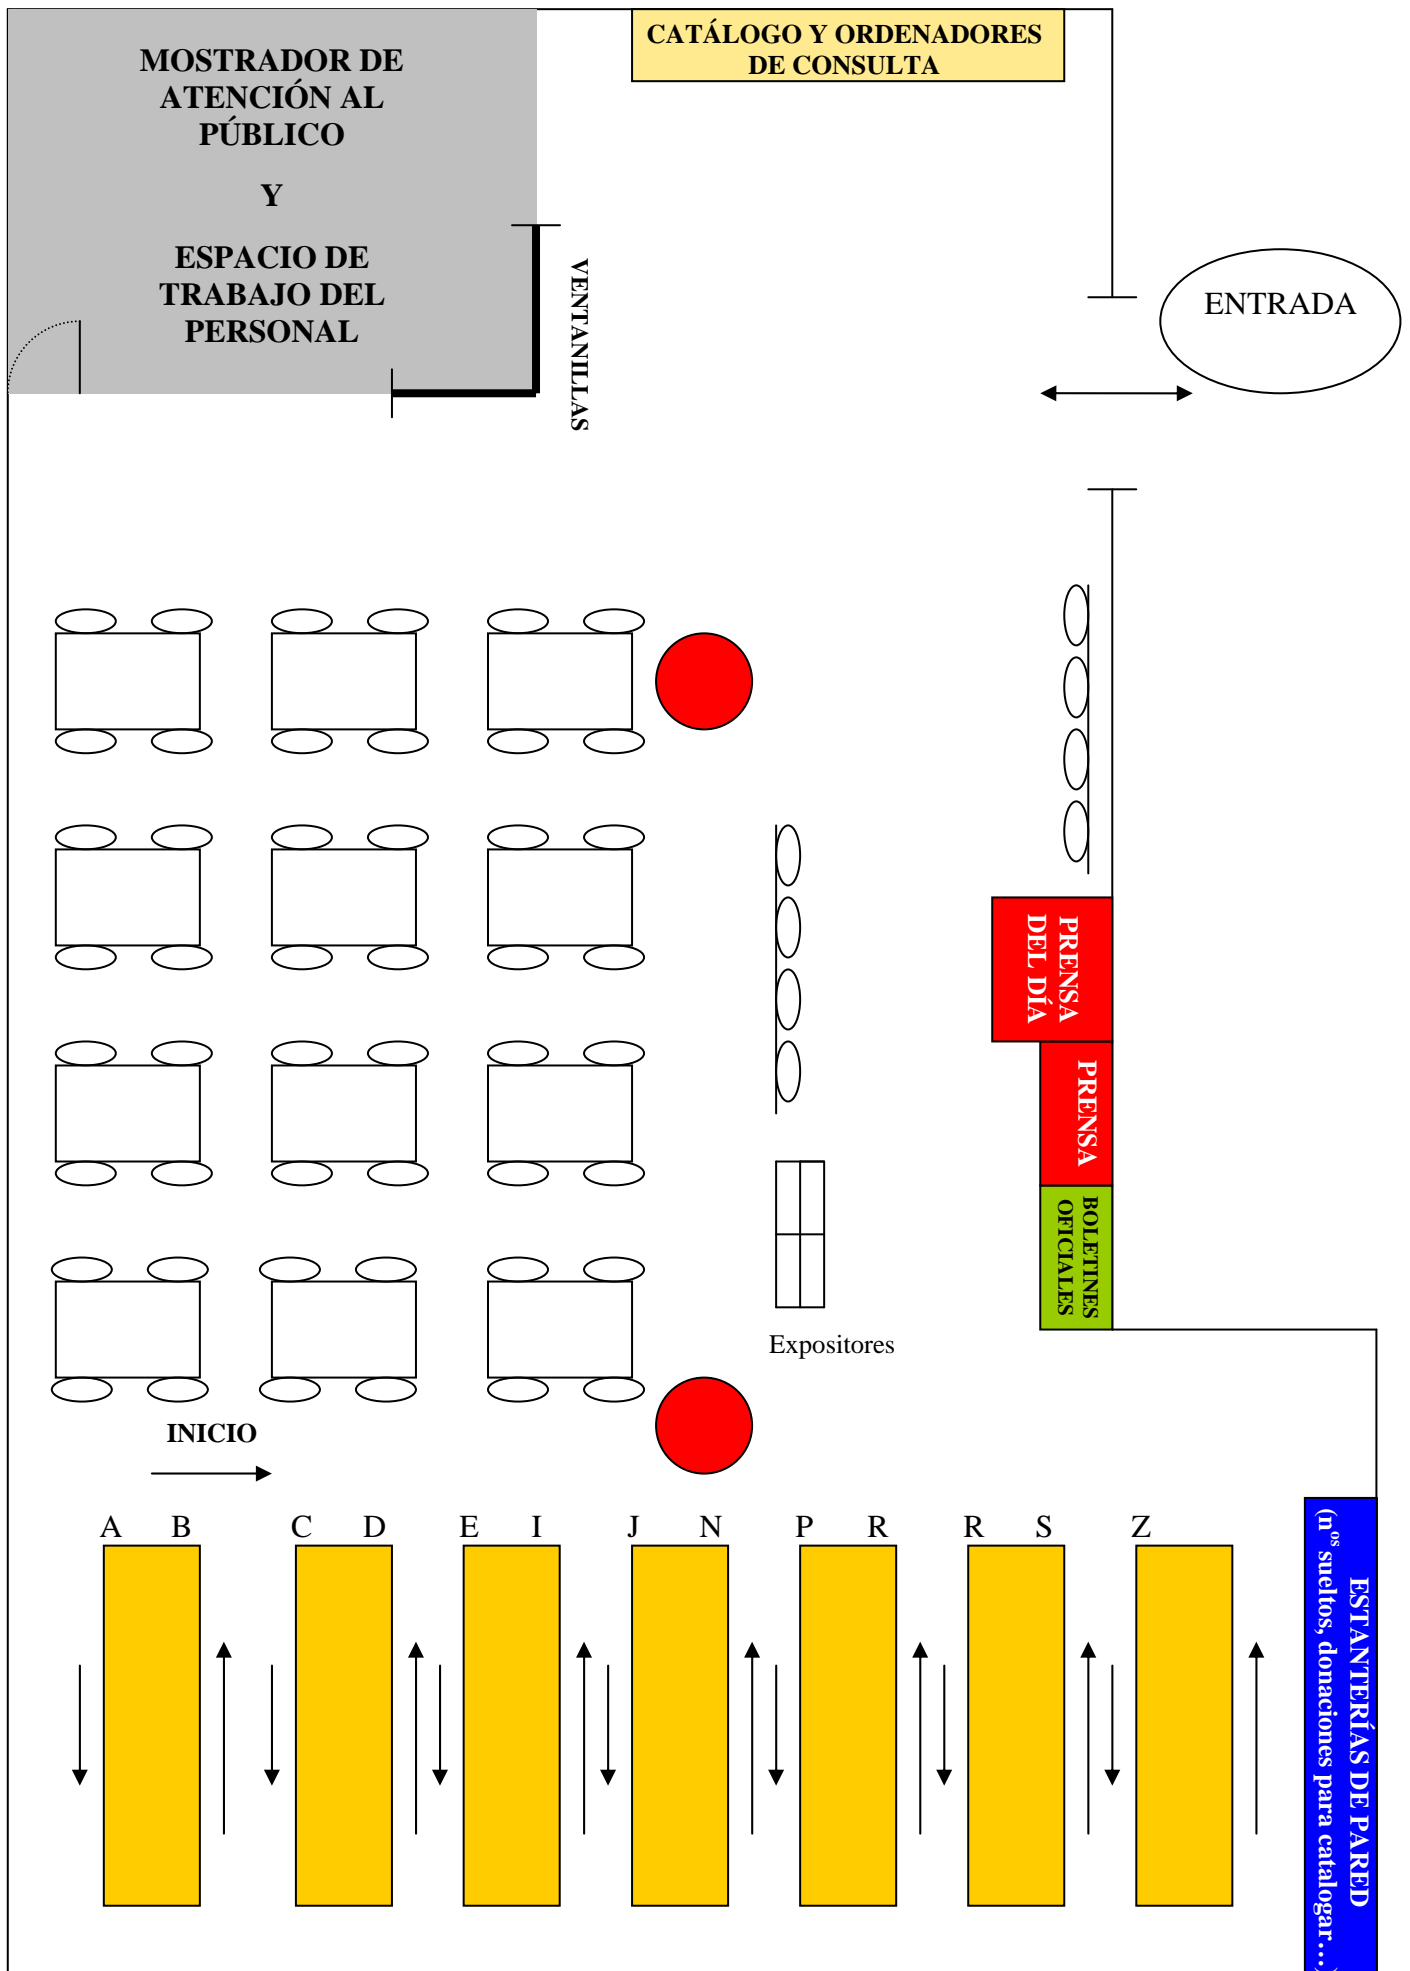 MOSTRADOR DE
ATENCIÓN AL
PÚBLICO
Y
ESPACIO DE
TRABAJO DEL
PERSONAL
CATÁLOGO Y ORDENADORES
DE CONSULTA
VENTANILLAS
ENTRADA
PRENSA
DEL DÍA
PRENSA
BOLETINES
OFICIALES
Expositores
INICIO
A B C D E I J N P R R S Z
ESTANTERÍAS DE PARED
(nºs sueltos, donaciones para catalogar…)